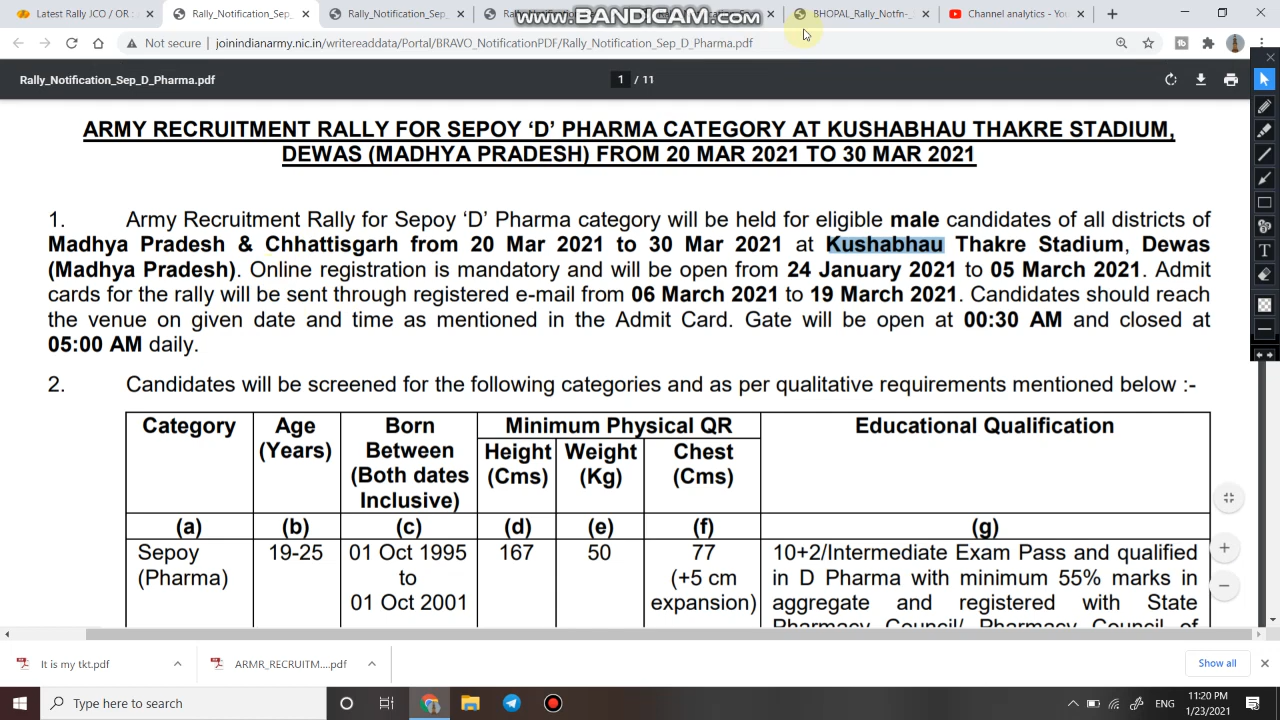 Latest Rally JCO / OR
Rally_Notification_Sep_
Rally_Notification_Sep_
Rally_Notific
www.BANDICAM.com
BHOPAL_Rally_Notfn-
Channel analytics - You
Not secure | joinindianarmy.nic.in/writereaddata/Portal/BRAVO_NotificationPDF/Rally_Notification_Sep_D_Pharma.pdf
Rally_Notification_Sep_D_Pharma.pdf
1 / 11
ARMY RECRUITMENT RALLY FOR SEPOY ‘D’ PHARMA CATEGORY AT KUSHABHAU THAKRE STADIUM,
DEWAS (MADHYA PRADESH) FROM 20 MAR 2021 TO 30 MAR 2021
1. Army Recruitment Rally for Sepoy ‘D’ Pharma category will be held for eligible male candidates of all districts of
Madhya Pradesh & Chhattisgarh from 20 Mar 2021 to 30 Mar 2021 at Kushabhau Thakre Stadium, Dewas
(Madhya Pradesh). Online registration is mandatory and will be open from 24 January 2021 to 05 March 2021. Admit
cards for the rally will be sent through registered e-mail from 06 March 2021 to 19 March 2021. Candidates should reach
the venue on given date and time as mentioned in the Admit Card. Gate will be open at 00:30 AM and closed at
05:00 AM daily.
2. Candidates will be screened for the following categories and as per qualitative requirements mentioned below :-
Category
Age
(Years)
Born
Between
(Both dates
Inclusive)
Minimum Physical QR
Height
(Cms)
Weight
(Kg)
Chest
(Cms)
Educational Qualification
(a) (b) (c) (d) (e) (f) (g)
Sepoy
(Pharma)
19-25
01 Oct 1995
to
01 Oct 2001
167
50
77
(+5 cm
expansion)
10+2/Intermediate Exam Pass and qualified
in D Pharma with minimum 55% marks in
aggregate and registered with State
Pharmacy Council/ Pharmacy Council of
It is my tkt.pdf
ARMR_RECRUITM....pdf
Show all
Type here to search
ENG
11:20 PM
1/23/2021